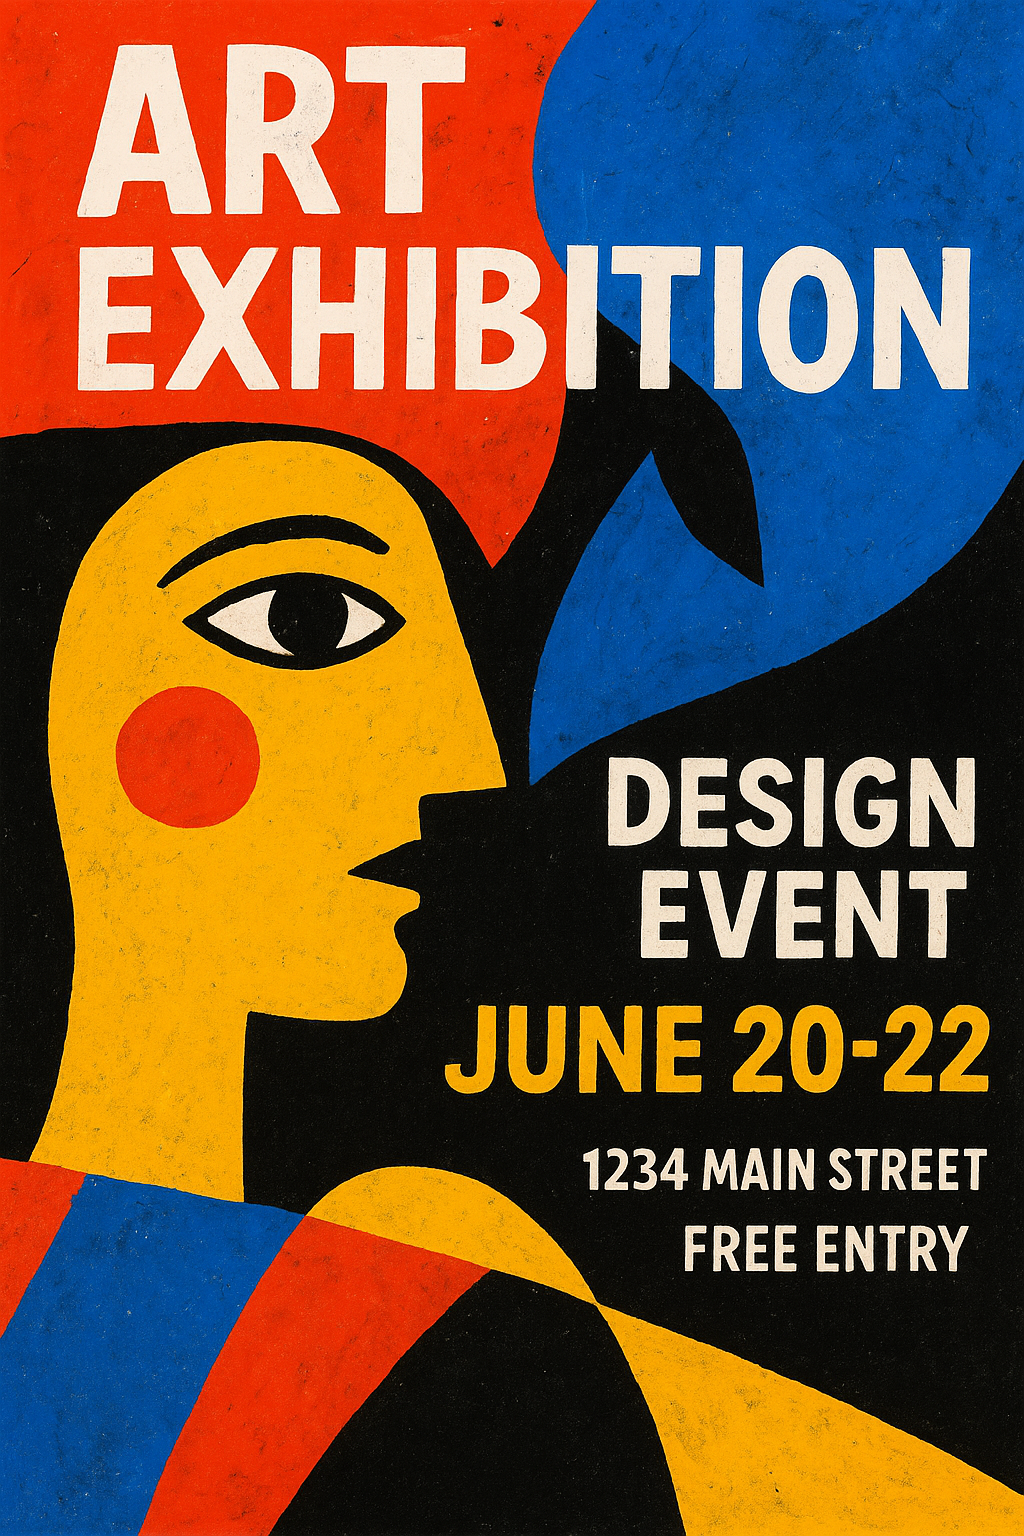 ART
EXHIBITION
DESIGN
EVENT
JUNE 20-22
1234 MAIN STREET
FREE ENTRY